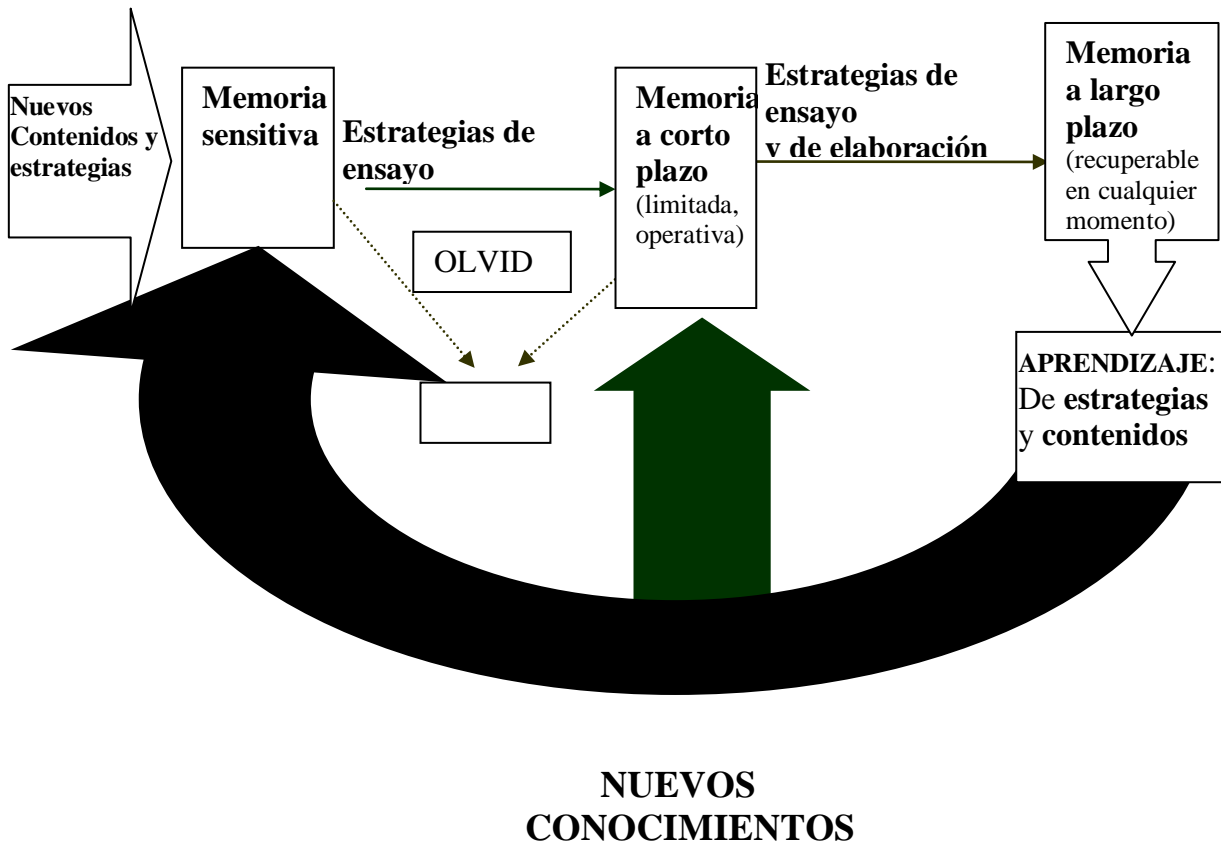 Nuevos
Contenidos y
estrategias
Memoria
sensitiva
Estrategias de
ensayo
OLVID
Memoria
a corto
plazo
(limitada,
operativa)
Estrategias de
ensayo
y de elaboración
Memoria
a largo
plazo
(recuperable
en cualquier
momento)
APRENDIZAJE:
De estrategias
y contenidos
NUEVOS
CONOCIMIENTOS